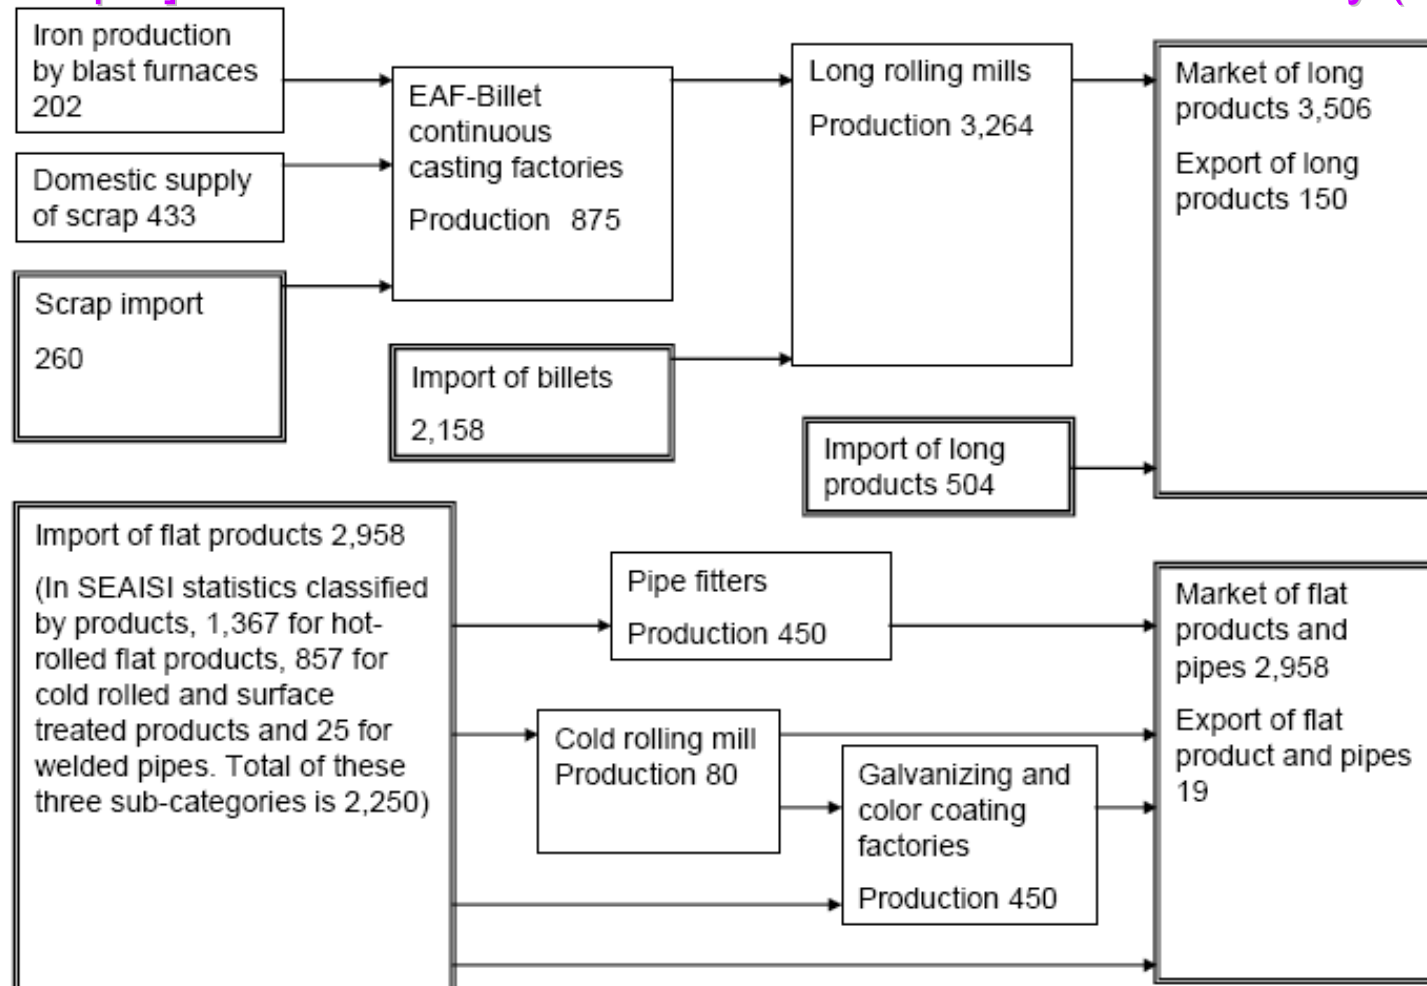 Iron production
by blast furnaces
202
Domestic supply
of scrap 433
Scrap import
260
EAF-Billet
continuous
casting factories
Production 875
Import of billets
2,158
Long rolling mills
Production 3,264
Import of long
products 504
Market of long
products 3,506
Export of long
products 150
Import of flat products 2,958
(In SEAISI statistics classified
by products, 1,367 for hot-
rolled flat products, 857 for
cold rolled and surface
treated products and 25 for
welded pipes. Total of these
three sub-categories is 2,250)
Pipe fitters
Production 450
Cold rolling mill
Production 80
Galvanizing and
color coating
factories
Production 450
Market of flat
products and
pipes 2,958
Export of flat
product and pipes
19